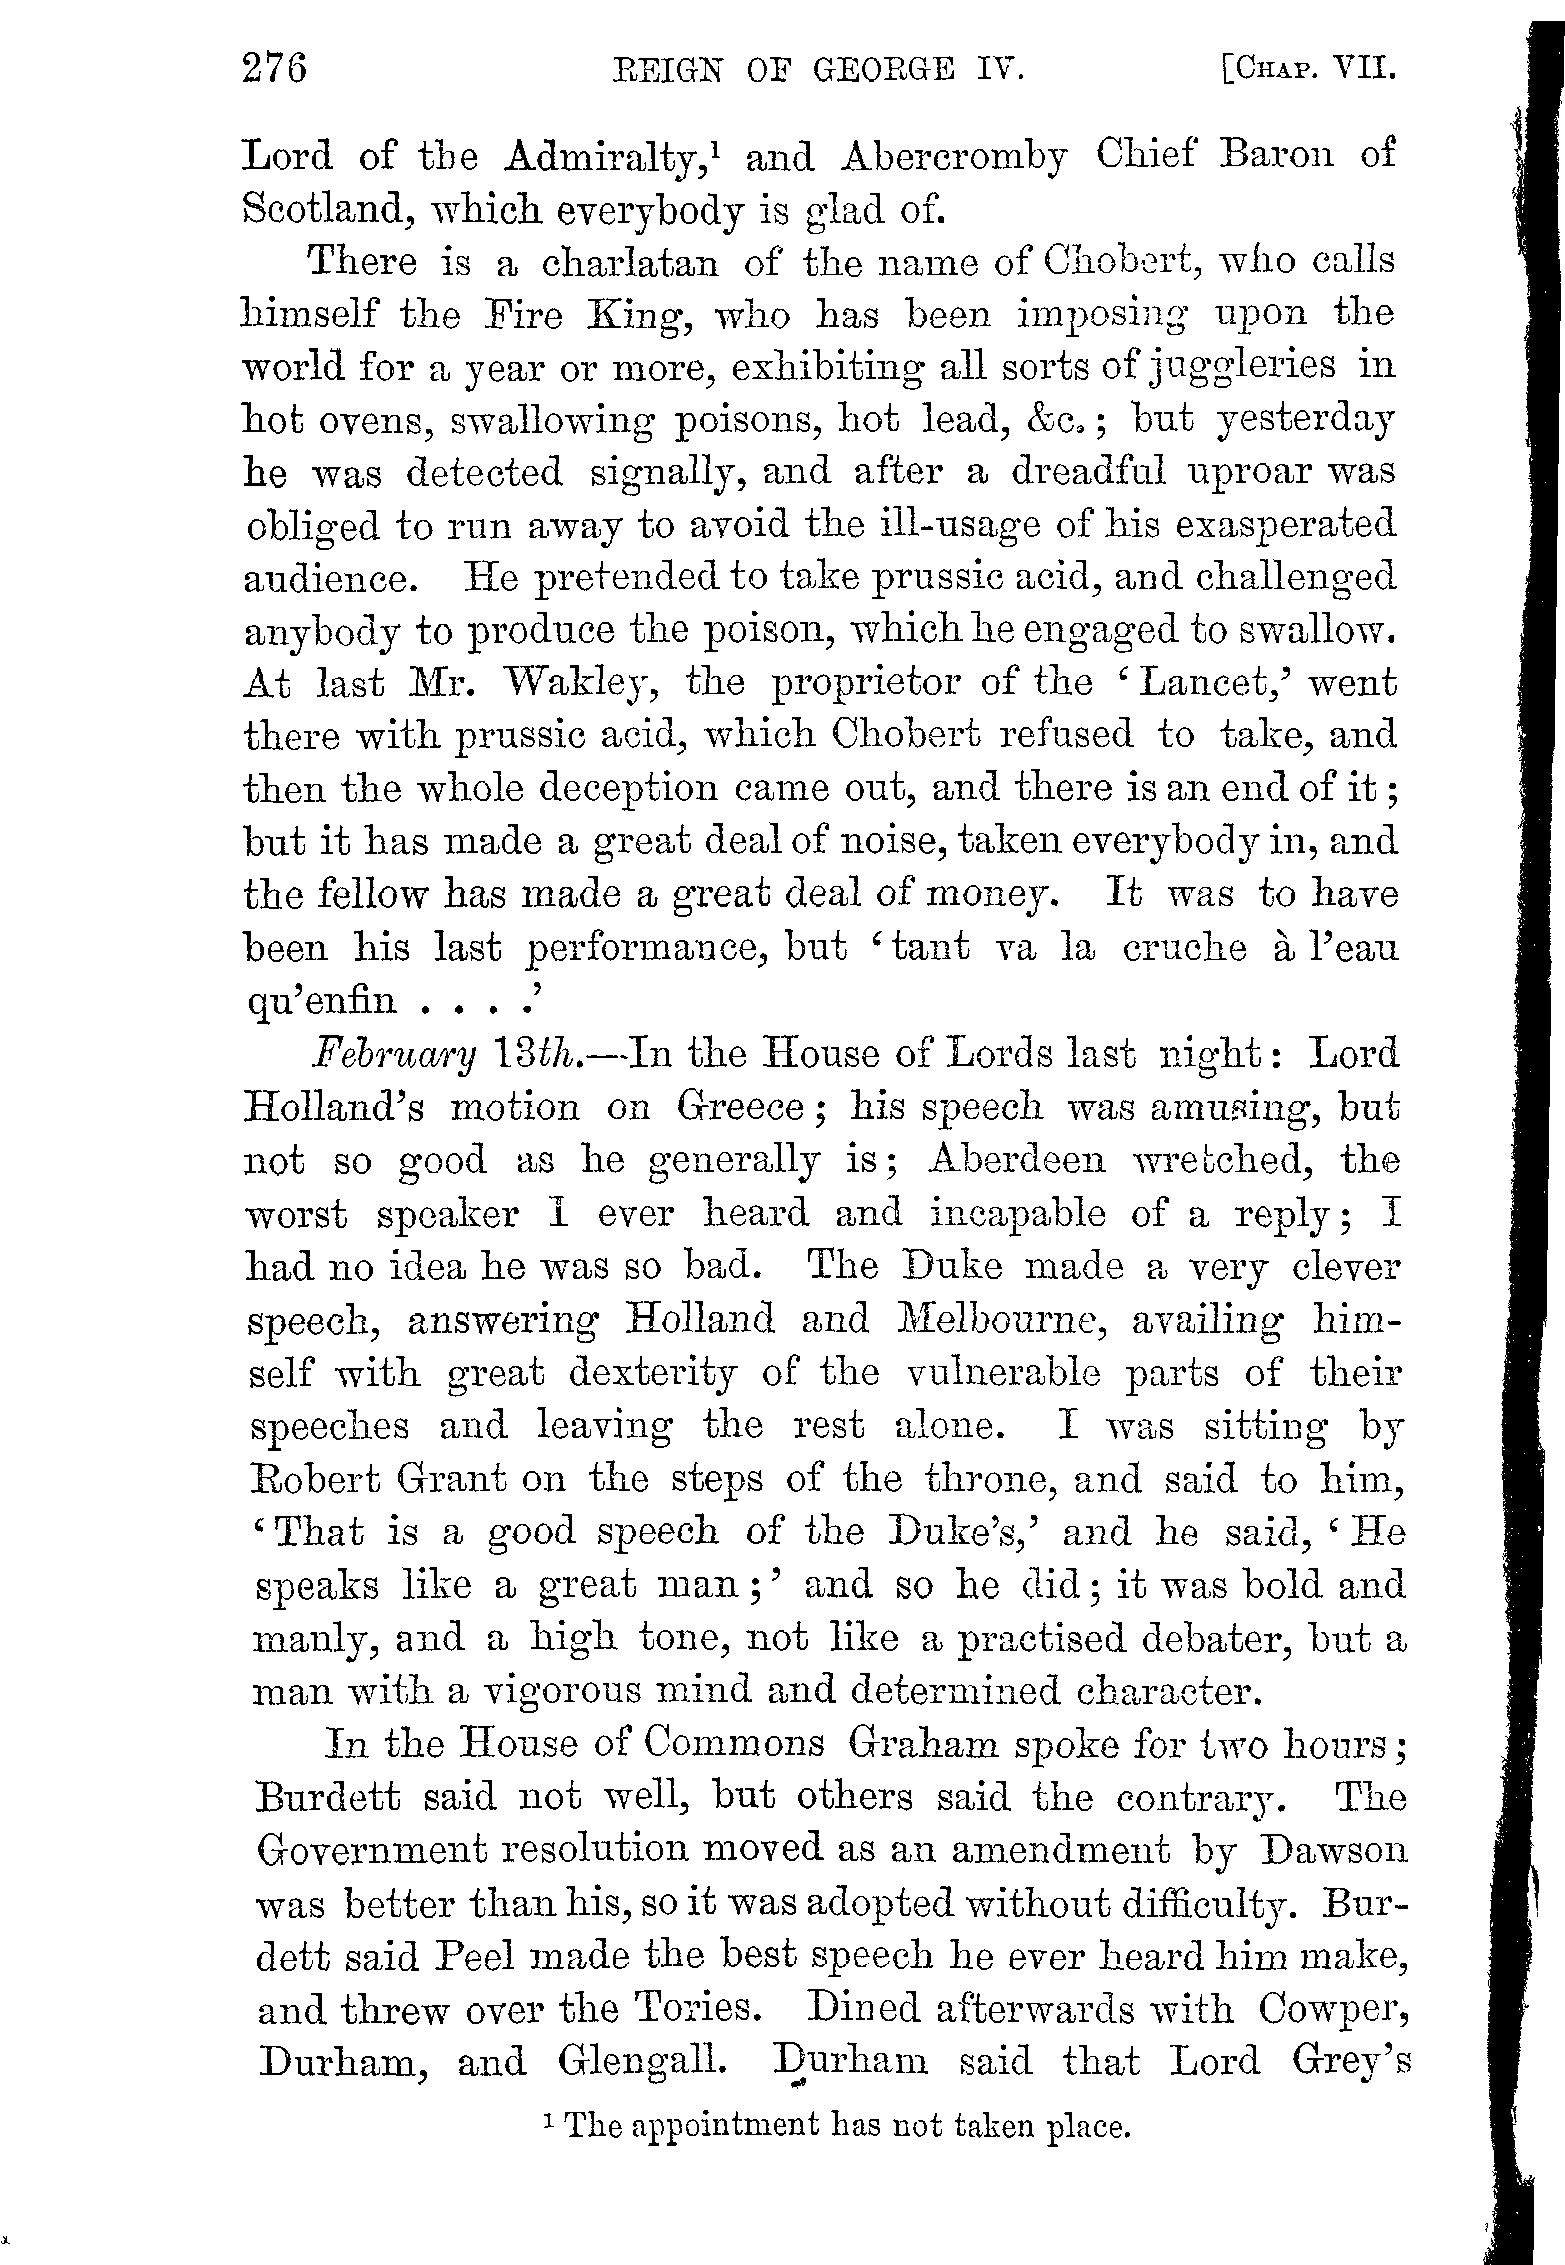 276 REIGN OF GEORGE IV. [CHAP. VII.
Lord of the Admiralty,¹ and Abercromby Chief Baron of
Scotland, which everybody is glad of.
There is a charlatan of the name of Chobert, who calls
himself the Fire King, who has been imposing upon the
world for a year or more, exhibiting all sorts of juggleries in
hot ovens, swallowing poisons, hot lead, &c.; but yesterday
he was detected signally, and after a dreadful uproar was
obliged to run away to avoid the ill-usage of his exasperated
audience. He pretended to take prussic acid, and challenged
anybody to produce the poison, which he engaged to swallow.
At last Mr. Wakley, the proprietor of the ‘Lancet,’ went
there with prussic acid, which Chobert refused to take, and
then the whole deception came out, and there is an end of it;
but it has made a great deal of noise, taken everybody in, and
the fellow has made a great deal of money. It was to have
been his last performance, but ‘tant va la cruche à l’eau
qu’enfin . . . .’
February 13th.—In the House of Lords last night: Lord
Holland’s motion on Greece; his speech was amusing, but
not so good as he generally is; Aberdeen wretched, the
worst speaker I ever heard and incapable of a reply; I
had no idea he was so bad. The Duke made a very clever
speech, answering Holland and Melbourne, availing him-
self with great dexterity of the vulnerable parts of their
speeches and leaving the rest alone. I was sitting by
Robert Grant on the steps of the throne, and said to him,
‘That is a good speech of the Duke’s,’ and he said, ‘He
speaks like a great man;’ and so he did; it was bold and
manly, and a high tone, not like a practised debater, but a
man with a vigorous mind and determined character.
In the House of Commons Graham spoke for two hours;
Burdett said not well, but others said the contrary. The
Government resolution moved as an amendment by Dawson
was better than his, so it was adopted without difficulty. Bur-
dett said Peel made the best speech he ever heard him make,
and threw over the Tories. Dined afterwards with Cowper,
Durham, and Glengall. Durham said that Lord Grey’s
¹ The appointment has not taken place.